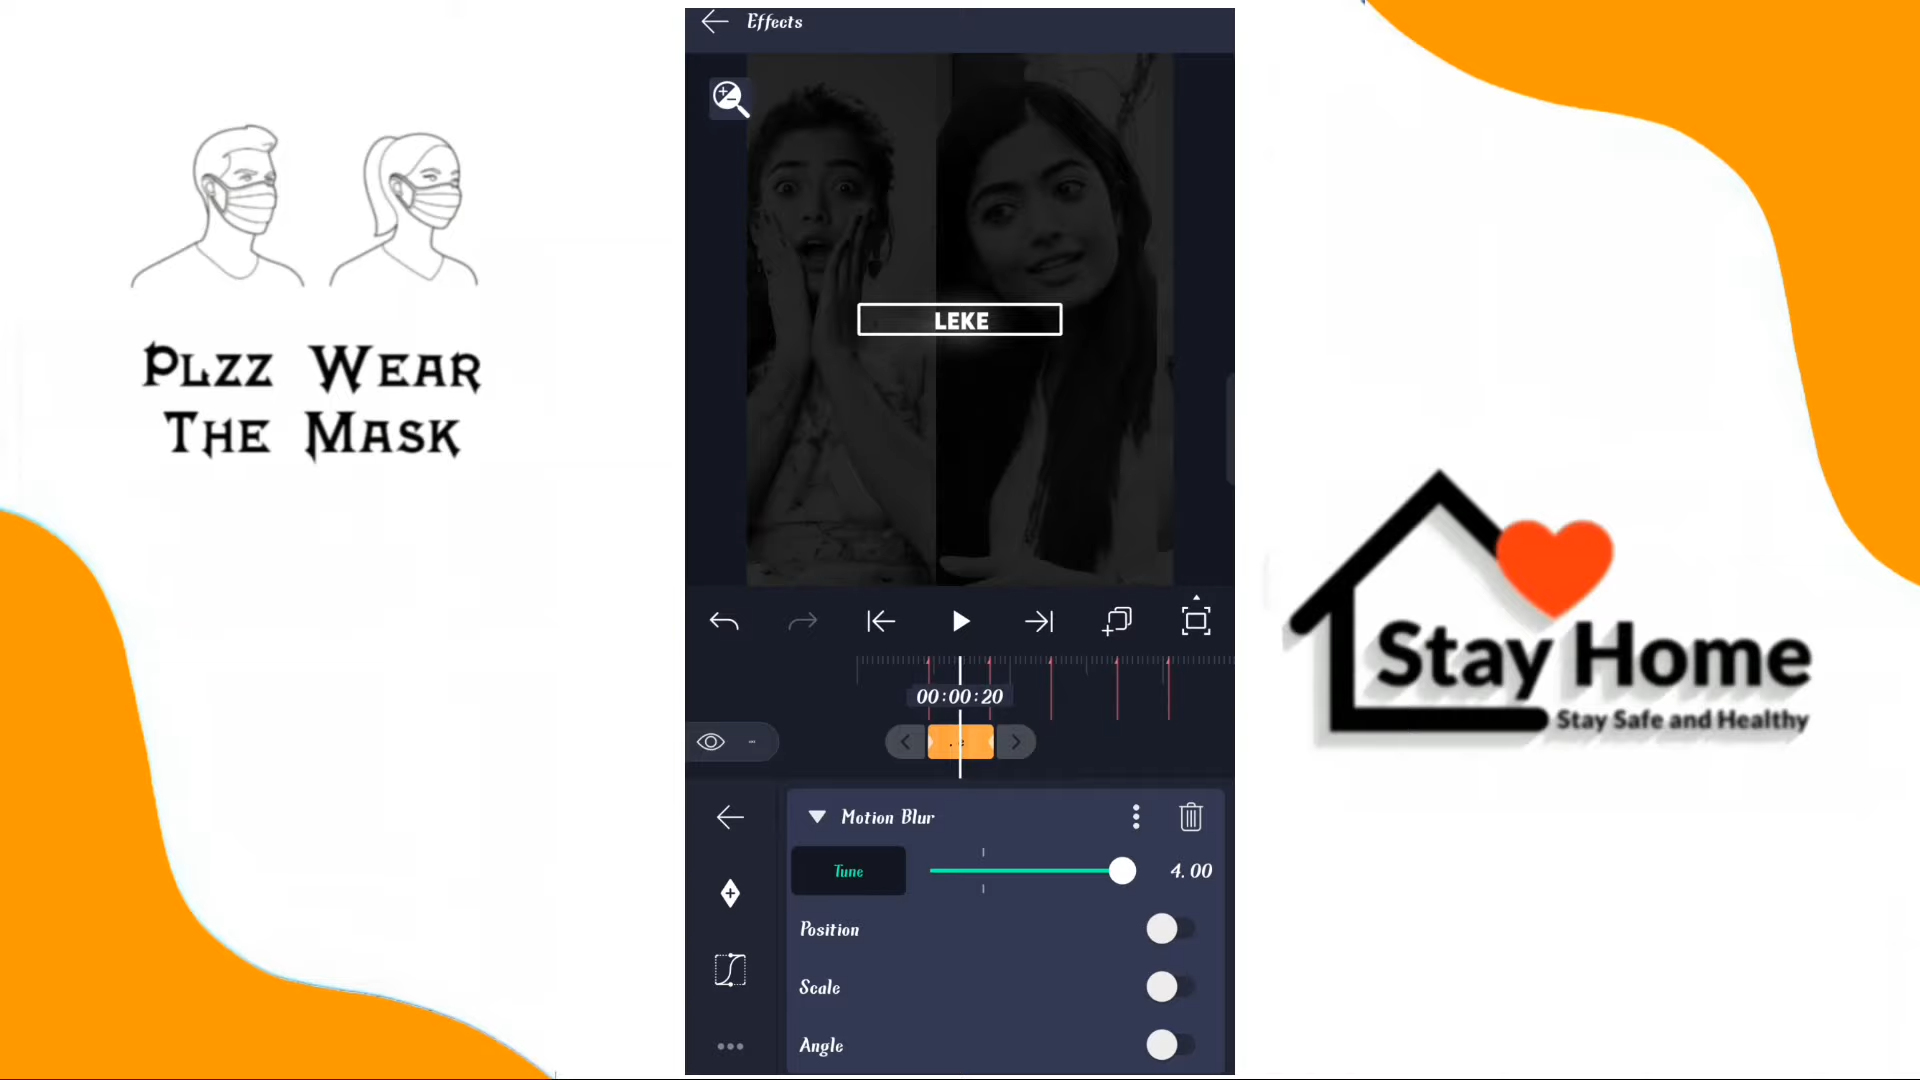 Effects
LEKE
PLZZ WEAR
THE MASK
Stay Home
Stay Safe and Healthy
00:00:20
Motion Blur
Tune
4.00
Position
Scale
Angle